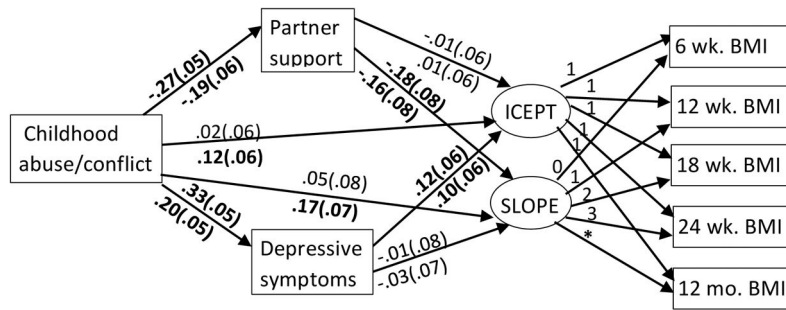 Partner
support
-.01(.06)
.01(.06)
-.27(.05)
-.19(.06)
-.18(.08)
-.16(.08)
6 wk. BMI
1
1
1
1
1
ICEPT
12 wk. BMI
Childhood
abuse/conflict
.02(.06)
.12(.06)
18 wk. BMI
.12(.06)
.10(.06)
0
1
2
3
*
.05(.08)
.17(.07)
SLOPE
.33(.05)
.20(.05)
24 wk. BMI
Depressive
symptoms
-.01(.08)
-.03(.07)
12 mo. BMI